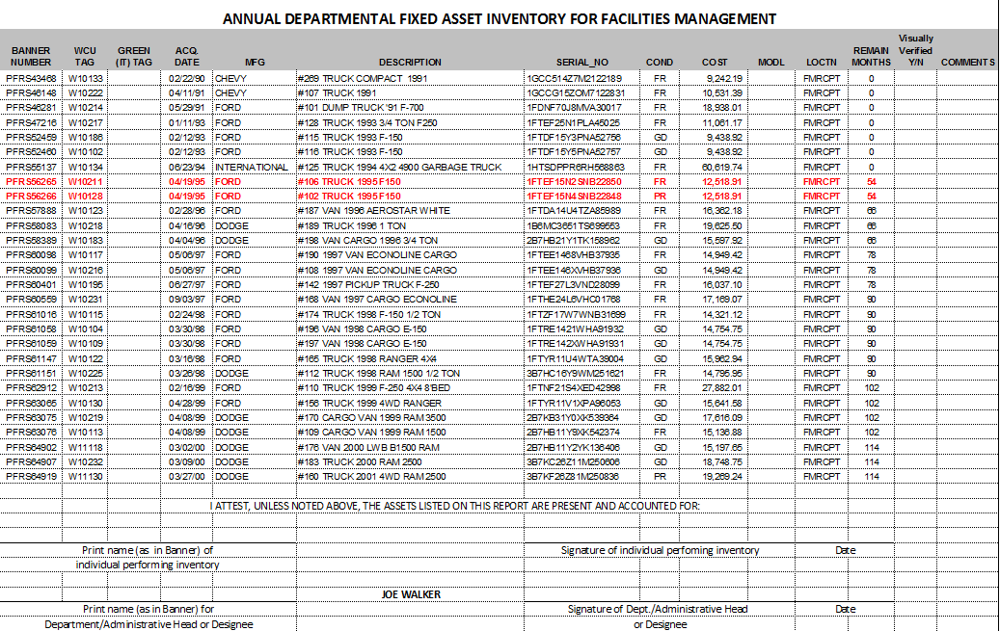 ANNUAL DEPARTMENTAL FIXED ASSET INVENTORY FOR FACILITIES MANAGEMENT
BANNER NUMBER WCU TAG GREEN (IT) TAG ACQ. DATE MFG DESCRIPTION SERIAL_NO COND COST MODL LOCTN REMAIN MONTHS Visually Verified Y/N COMMENTS
PFRS43468 W10133 02/22/90 CHEVY #269 TRUCK COMPACT 1991 1GCC514Z7M2122189 FR 9,242.19 FMRCPT 0
PFRS46148 W10222 04/11/91 CHEVY #107 TRUCK 1991 1GCCG15ZOM7122831 FR 10,531.39 FMRCPT 0
PFRS46281 W10214 05/29/91 FORD #101 DUMP TRUCK '91 F-700 1FDNF70J8MVA30017 FR 18,938.01 FMRCPT 0
PFRS47216 W10217 01/11/93 FORD #128 TRUCK 1993 3/4 TON F250 1FTEF25N1PLA45025 FR 11,061.17 FMRCPT 0
PFRS52459 W10186 02/12/93 FORD #115 TRUCK 1993 F-150 1FTDF15Y3PNA52756 GD 9,438.92 FMRCPT 0
PFRS52460 W10102 02/12/93 FORD #116 TRUCK 1993 F-150 1FTDF15Y5PNA52757 GD 9,438.92 FMRCPT 0
PFRS55137 W10134 06/23/94 INTERNATIONAL #125 TRUCK 1994 4X2 4900 GARBAGE TRUCK 1HTSDPPR6RH568863 FR 60,619.74 FMRCPT 0
PFRS56265 W10211 04/19/95 FORD #106 TRUCK 1995 F150 1FTEF15N2SNB22850 FR 12,518.91 FMRCPT 54
PFRS56266 W10128 04/19/95 FORD #102 TRUCK 1995 F150 1FTEF15N4SNB22848 PR 12,518.91 FMRCPT 54
PFRS57888 W10123 02/28/96 FORD #187 VAN 1996 AEROSTAR WHITE 1FTDA14U4TZA85989 FR 16,362.18 FMRCPT 66
PFRS58083 W10218 04/16/96 DODGE #189 TRUCK 1996 1 TON 1B6MC3651TS699553 FR 19,625.50 FMRCPT 66
PFRS58389 W10183 04/04/96 DODGE #198 VAN CARGO 1996 3/4 TON 2B7HB21Y1TK158962 GD 15,597.92 FMRCPT 66
PFRS60098 W10117 05/06/97 FORD #190 1997 VAN ECONOLINE CARGO 1FTEE1468VHB37935 FR 14,949.42 FMRCPT 78
PFRS60099 W10216 05/06/97 FORD #108 1997 VAN ECONOLINE CARGO 1FTEE146XVHB37936 GD 14,949.42 FMRCPT 78
PFRS60401 W10195 06/27/97 FORD #142 1997 PICKUP TRUCK F-250 1FTEF27L3VND28099 FR 16,037.10 FMRCPT 78
PFRS60559 W10231 09/03/97 FORD #168 VAN 1997 CARGO ECONOLINE 1FTHE24L6VHC01768 FR 17,169.07 FMRCPT 90
PFRS61016 W10115 02/24/98 FORD #174 TRUCK 1998 F-150 1/2 TON 1FTZF17W7WNB31699 FR 14,321.12 FMRCPT 90
PFRS61058 W10104 03/30/98 FORD #196 VAN 1998 CARGO E-150 1FTRE1421WHA91932 GD 14,754.75 FMRCPT 90
PFRS61059 W10109 03/30/98 FORD #197 VAN 1998 CARGO E-150 1FTRE142XWHA91931 GD 14,754.75 FMRCPT 90
PFRS61147 W10122 03/16/98 FORD #165 TRUCK 1998 RANGER 4X4 1FTYR11U4WTA39004 GD 15,962.94 FMRCPT 90
PFRS61151 W10225 03/26/98 DODGE #112 TRUCK 1998 RAM 1500 1/2 TON 3B7HC16Y9WM251621 FR 14,795.95 FMRCPT 90
PFRS62912 W10213 02/16/99 FORD #110 TRUCK 1999 F-250 4X4 8'BED 1FTNF21S4XED42998 FR 27,882.01 FMRCPT 102
PFRS63065 W10130 04/28/99 FORD #156 TRUCK 1999 4WD RANGER 1FTYR11V1XPA96053 GD 15,641.58 FMRCPT 102
PFRS63075 W10219 04/08/99 DODGE #170 CARGO VAN 1999 RAM 3500 2B7KB31Y0XK539364 GD 17,616.09 FMRCPT 102
PFRS63076 W10113 04/08/99 DODGE #109 CARGO VAN 1999 RAM 1500 2B7HB11Y9XK542374 FR 15,136.88 FMRCPT 102
PFRS64902 W11118 03/02/00 DODGE #176 VAN 2000 LWB B1500 RAM 2B7HB11Y2YK136406 GD 15,197.65 FMRCPT 114
PFRS64907 W10232 03/09/00 DODGE #183 TRUCK 2000 RAM 2500 3B7KC26Z11M250606 GD 18,748.75 FMRCPT 114
PFRS64919 W11130 03/27/00 DODGE #160 TRUCK 2001 4WD RAM 2500 3B7KF26Z81M250836 PR 19,269.24 FMRCPT 114
I ATTEST, UNLESS NOTED ABOVE, THE ASSETS LISTED ON THIS REPORT ARE PRESENT AND ACCOUNTED FOR:
Print name (as in Banner) of Signature of individual perfoming inventory Date
individual performing inventory
JOE WALKER
Print name (as in Banner) for Signature of Dept./Administrative Head Date
Department/Administrative Head or Designee or Designee